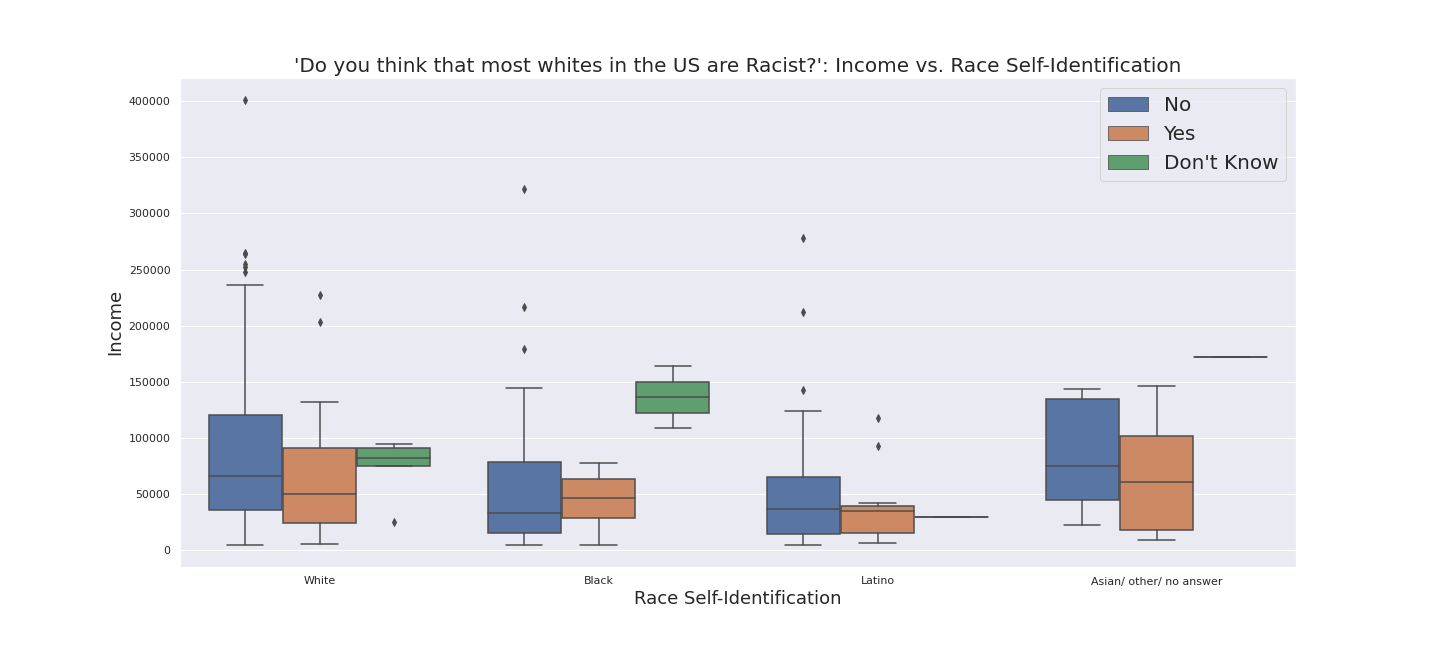 'Do you think that most whites in the US are Racist?': Income vs. Race Self-Identification
No
Yes
Don't Know
400000
350000
300000
250000
200000
150000
100000
50000
0
Income
White
Black
Latino
Asian/ other/ no answer
Race Self-Identification